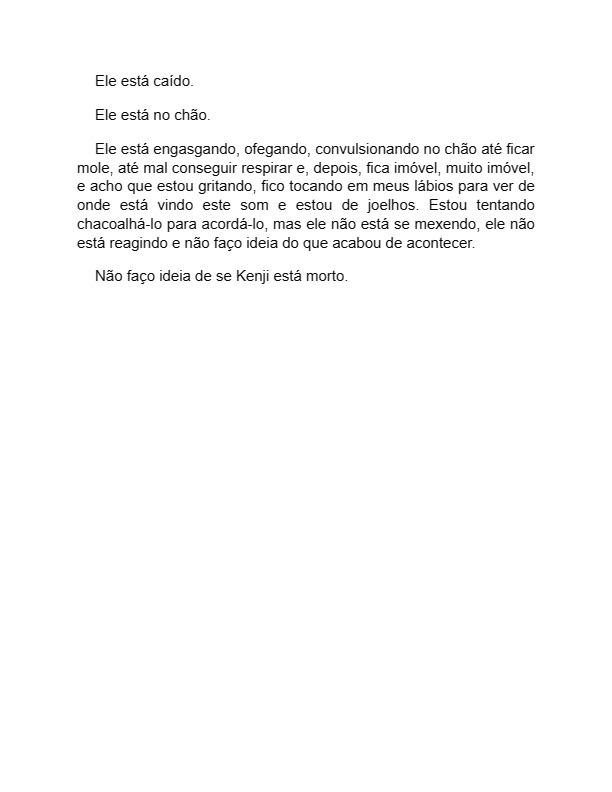 Ele está caído.
Ele está no chão.
Ele está engasgando, ofegando, convulsionando no chão até ficar
mole, até mal conseguir respirar e, depois, fica imóvel, muito imóvel,
e acho que estou gritando, fico tocando em meus lábios para ver de
onde está vindo este som e estou de joelhos. Estou tentando
chacoalhá-lo para acordá-lo, mas ele não está se mexendo, ele não
está reagindo e não faço ideia do que acabou de acontecer.
Não faço ideia de se Kenji está morto.